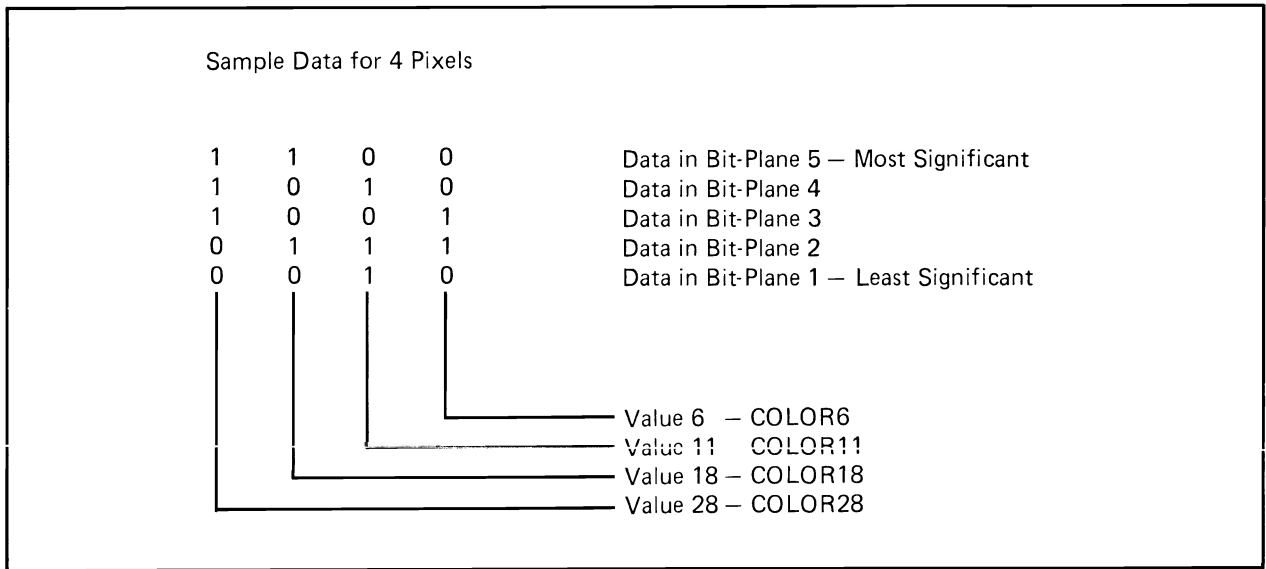 Sample Data for 4 Pixels
1 1 0 0 Data in Bit-Plane 5 — Most Significant
1 0 1 0 Data in Bit-Plane 4
1 0 0 1 Data in Bit-Plane 3
0 1 1 1 Data in Bit-Plane 2
0 0 1 0 Data in Bit-Plane 1 — Least Significant
Value 6 — COLOR6
Value 11 COLOR11
Value 18 — COLOR18
Value 28 — COLOR28